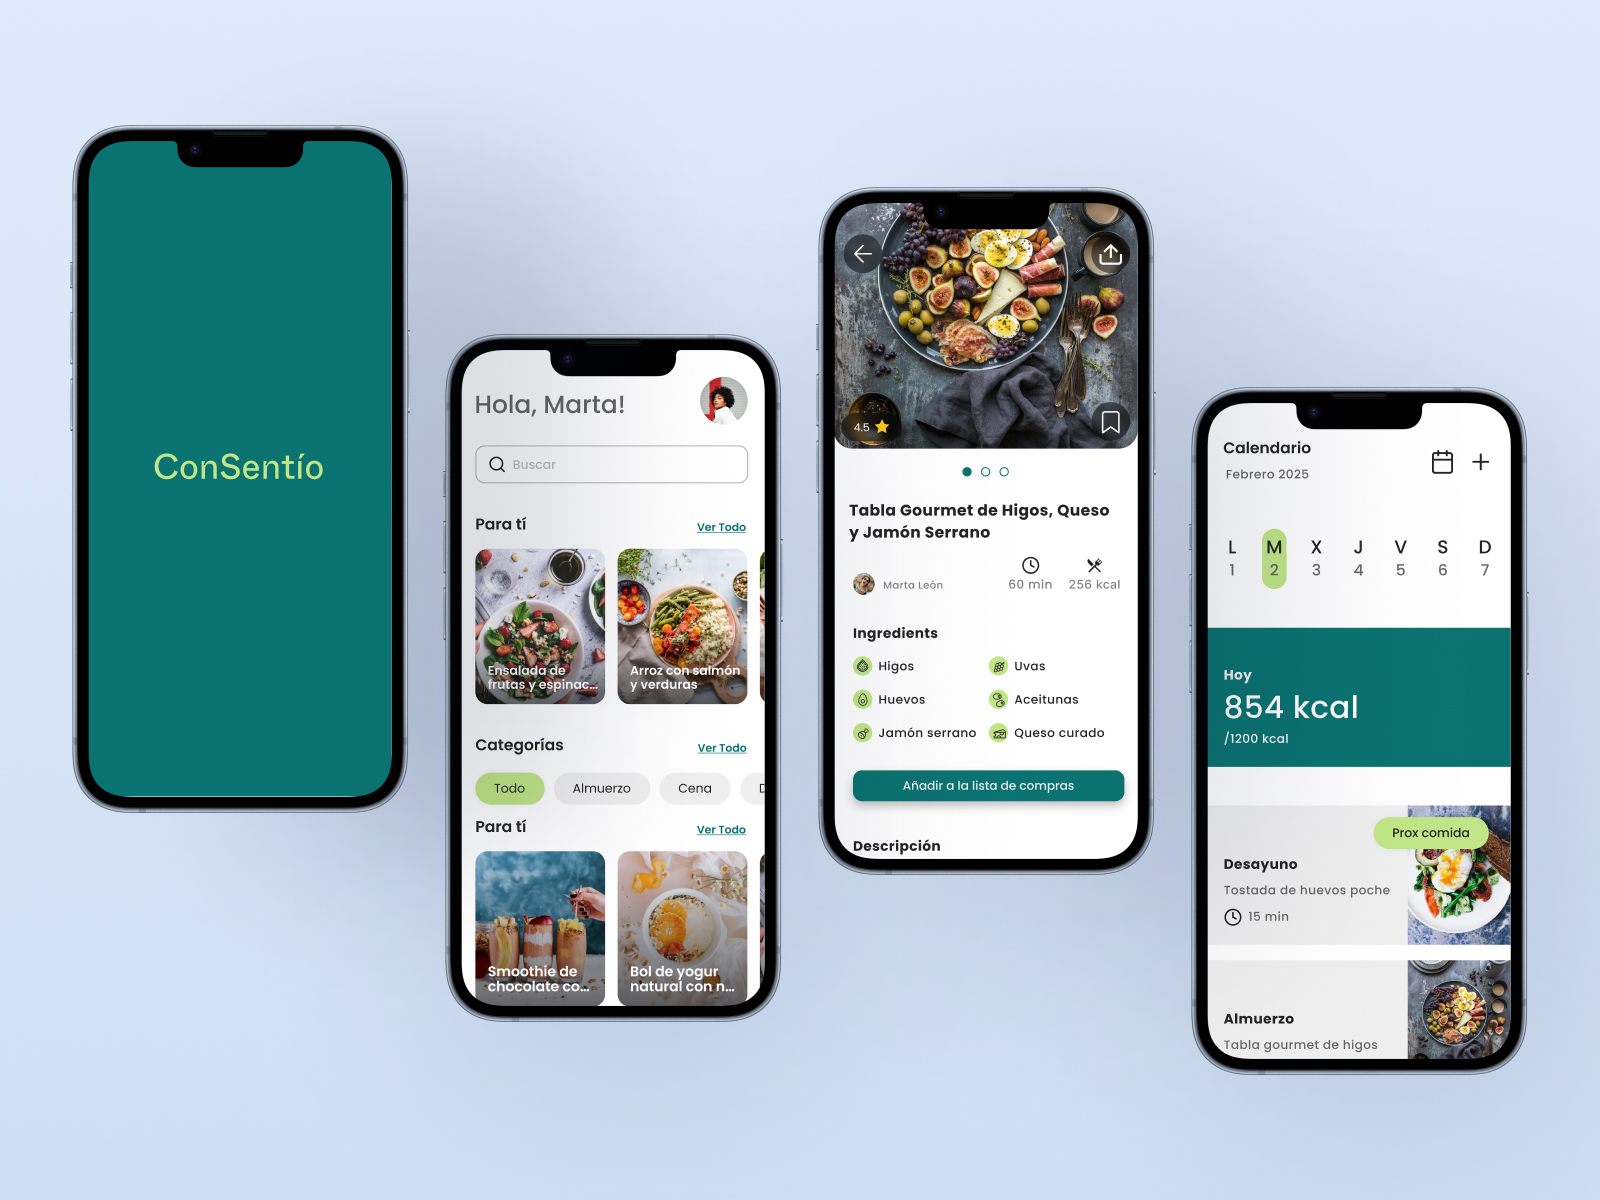 ConSentío
Hola, Marta!
Buscar
Para tí
Ver Todo
Ensalada de
frutas y espinac...
Arroz con salmón
y verduras
Categorías
Ver Todo
Todo
Almuerzo
Cena
D
Para tí
Ver Todo
Smoothie de
chocolate co...
Bol de yogur
natural con n...
4.5
Tabla Gourmet de Higos, Queso
y Jamón Serrano
Marta León
60 min
256 kcal
Ingredients
Higos
Uvas
Huevos
Aceitunas
Jamón serrano
Queso curado
Añadir a la lista de compras
Descripción
Calendario
Febrero 2025
L M X J V S D
1 2 3 4 5 6 7
Hoy
854 kcal
/1200 kcal
Prox comida
Desayuno
Tostada de huevos poche
15 min
Almuerzo
Tabla gourmet de higos